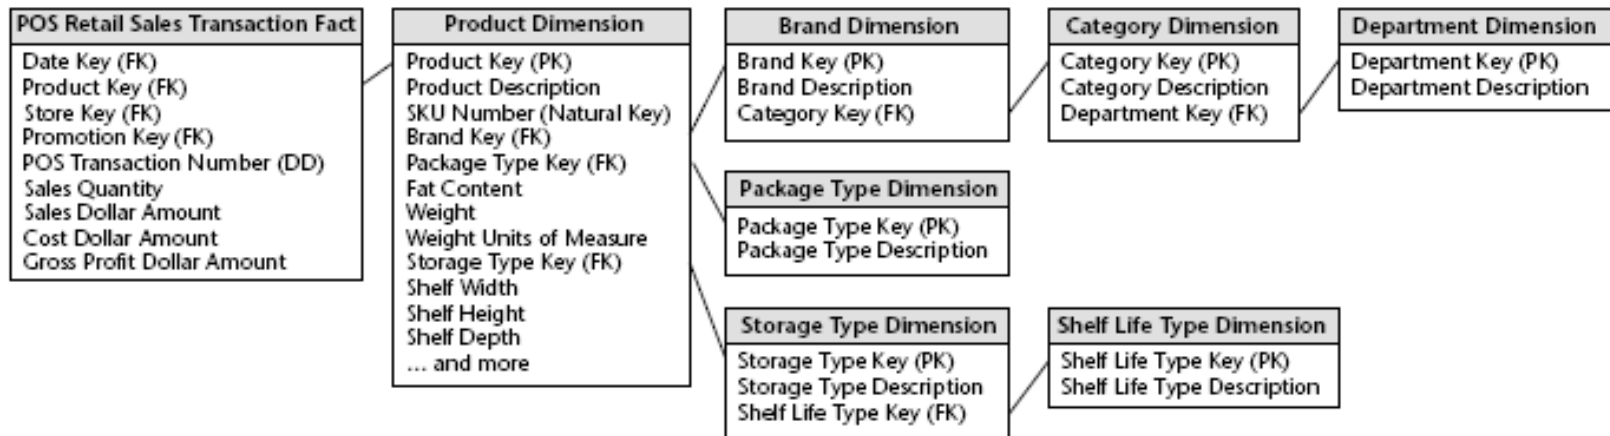 POS Retail Sales Transaction Fact
Date Key (FK)
Product Key (FK)
Store Key (FK)
Promotion Key (FK)
POS Transaction Number (DD)
Sales Quantity
Sales Dollar Amount
Cost Dollar Amount
Gross Profit Dollar Amount
Product Dimension
Product Key (PK)
Product Description
SKU Number (Natural Key)
Brand Key (FK)
Package Type Key (FK)
Fat Content
Weight
Weight Units of Measure
Storage Type Key (FK)
Shelf Width
Shelf Height
Shelf Depth
... and more
Brand Dimension
Brand Key (PK)
Brand Description
Category Key (FK)
Category Dimension
Category Key (PK)
Category Description
Department Key (FK)
Department Dimension
Department Key (PK)
Department Description
Package Type Dimension
Package Type Key (PK)
Package Type Description
Storage Type Dimension
Storage Type Key (PK)
Storage Type Description
Shelf Life Type Key (FK)
Shelf Life Type Dimension
Shelf Life Type Key (PK)
Shelf Life Type Description